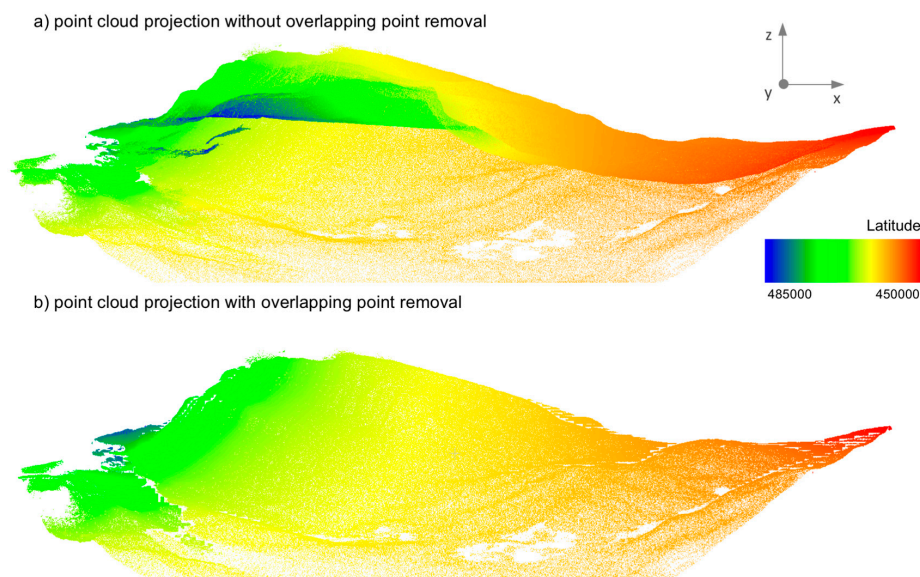 a) point cloud projection without overlapping point removal
z
y
x
Latitude
485000
450000
b) point cloud projection with overlapping point removal